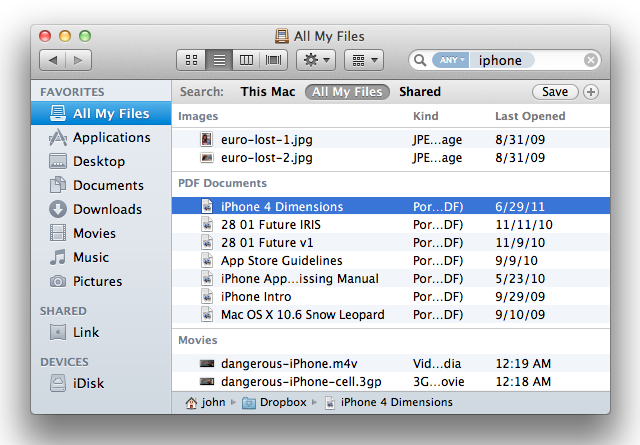 All My Files
ANY iphone
FAVORITES
All My Files
Applications
Desktop
Documents
Downloads
Movies
Music
Pictures
SHARED
Link
DEVICES
iDisk
Search: This Mac All My Files Shared Save
Images Kind Last Opened
euro-lost-1.jpg JPE...age 8/31/09
euro-lost-2.jpg JPE...age 8/31/09
PDF Documents
iPhone 4 Dimensions Por...DF) 6/29/11
28 01 Future IRIS Por...DF) 11/11/10
28 01 Future v1 Por...DF) 11/9/10
App Store Guidelines Por...DF) 9/9/10
iPhone App...issing Manual Por...DF) 5/23/10
iPhone Intro Por...DF) 9/29/09
Mac OS X 10.6 Snow Leopard Por...DF) 9/10/09
Movies
dangerous-iPhone.m4v Vid...dia 12:19 AM
dangerous-iPhone-cell.3gp 3G...ovie 12:18 AM
john Dropbox iPhone 4 Dimensions